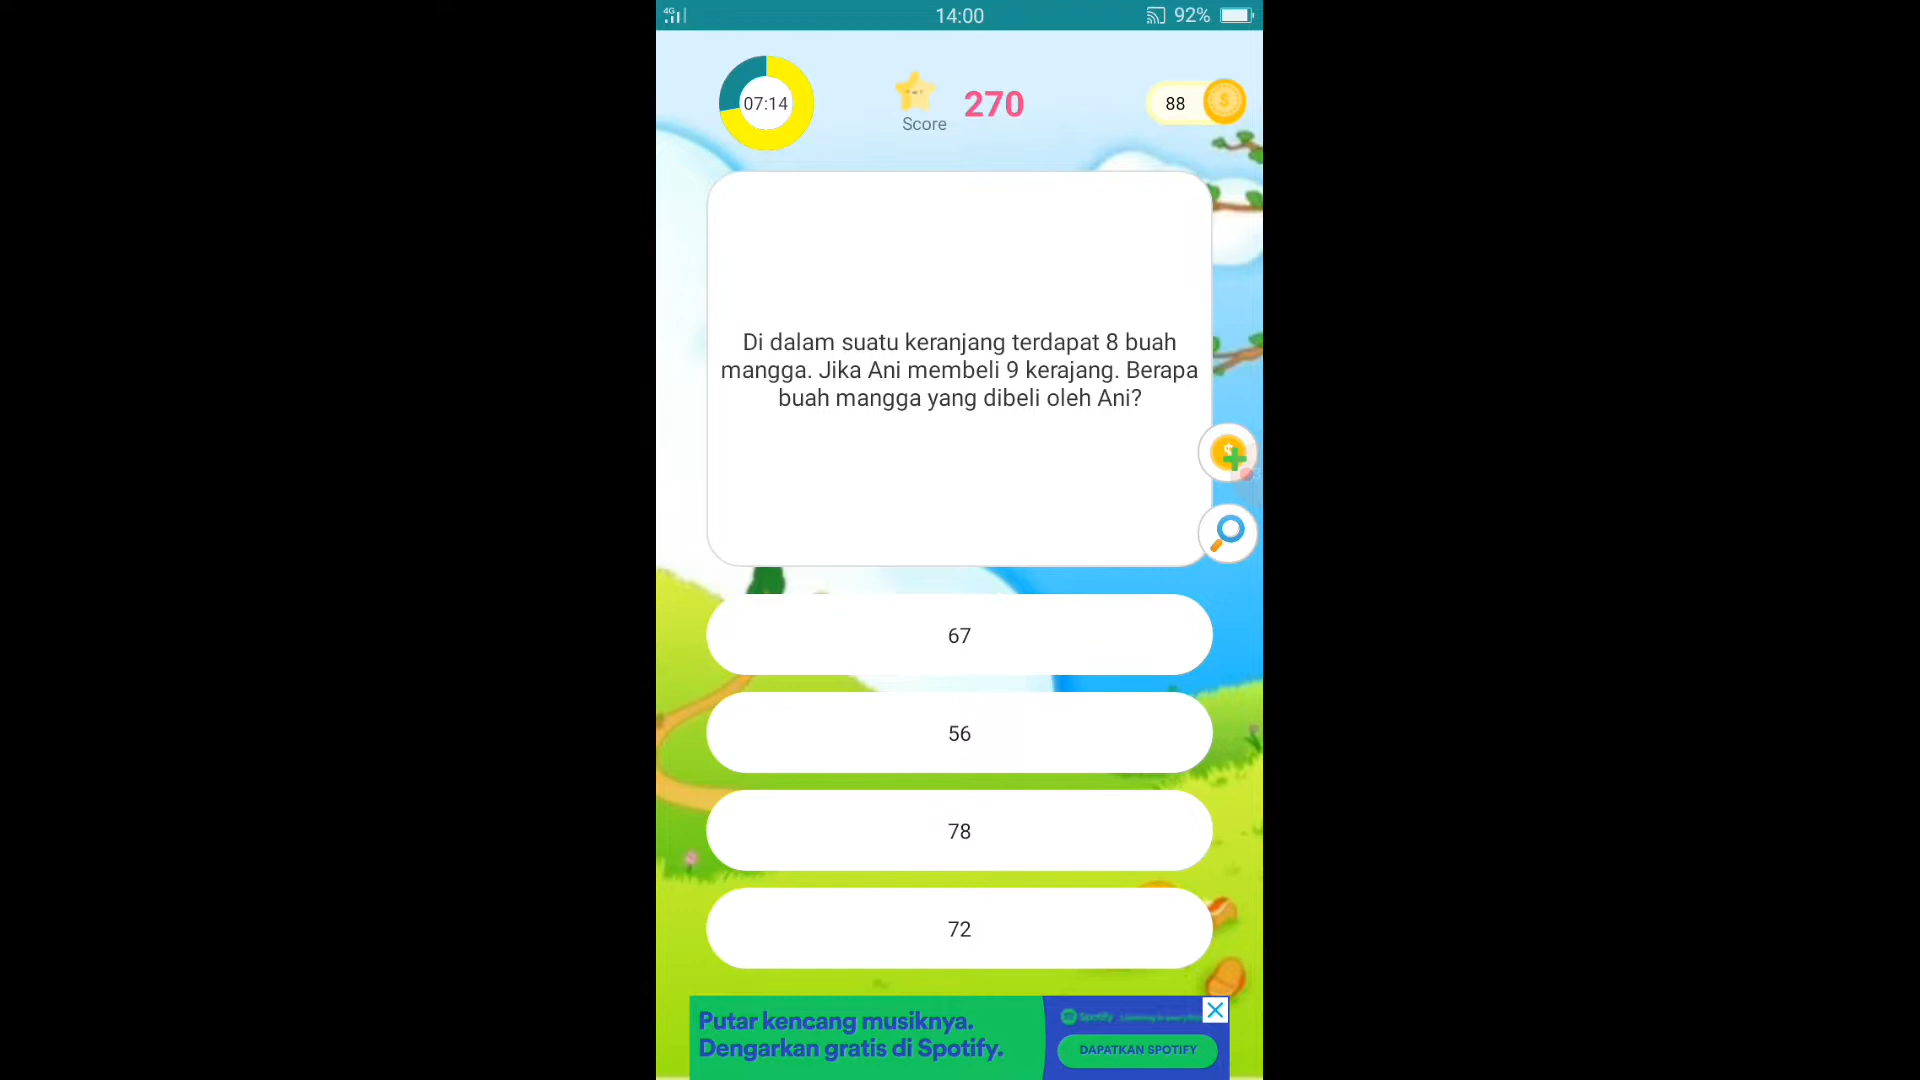 4G
14:00
92%
07:14
Score
270
88
Di dalam suatu keranjang terdapat 8 buah
mangga. Jika Ani membeli 9 kerajang. Berapa
buah mangga yang dibeli oleh Ani?
67
56
78
72
Putar kencang musiknya.
Dengarkan gratis di Spotify.
Spotify
DAPATKAN SPOTIFY